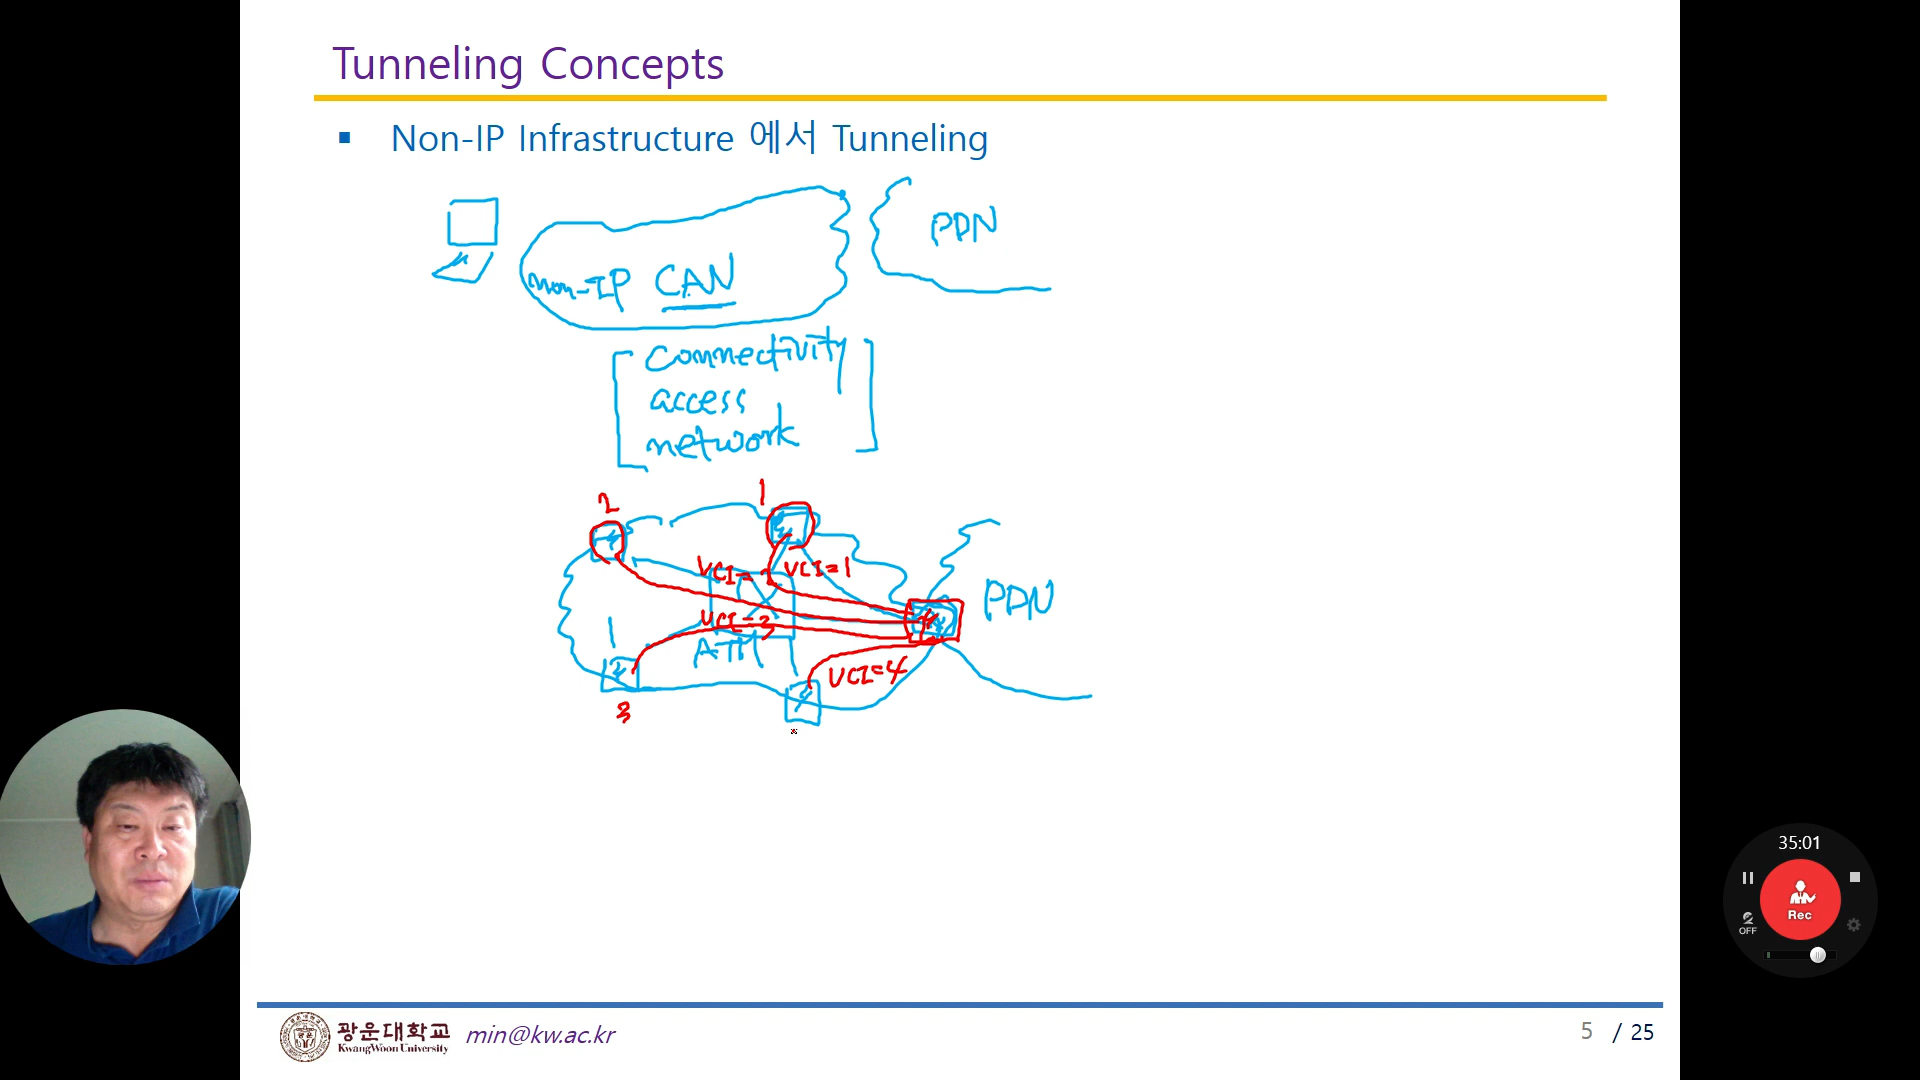 Tunneling Concepts
▪ Non-IP Infrastructure 에서 Tunneling
PDN
non-IP CAN
Connectivity
access
network
2
1
VCI=2
VCI=1
PDN
VCI=3
ATM
VCI=4
3
35:01
Rec
OFF
광운대학교
KwangWoon University
min@kw.ac.kr
5 / 25